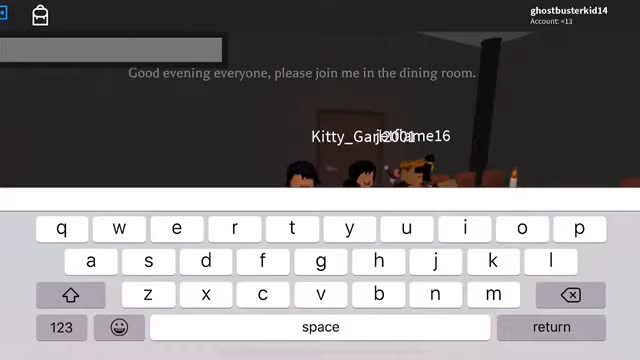 ghostbusterkid14
Account: <13
Good evening everyone, please join me in the dining room.
q w e r t y u i o p
a s d f g h j k l
z x c v b n m
123 space return